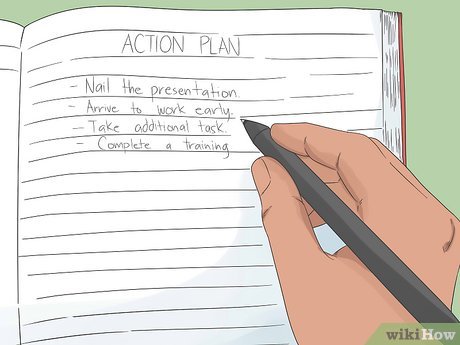 ACTION PLAN
- Nail the presentation.
- Arrive to work early.
- Take additional task.
- Complete a training
wikiHow